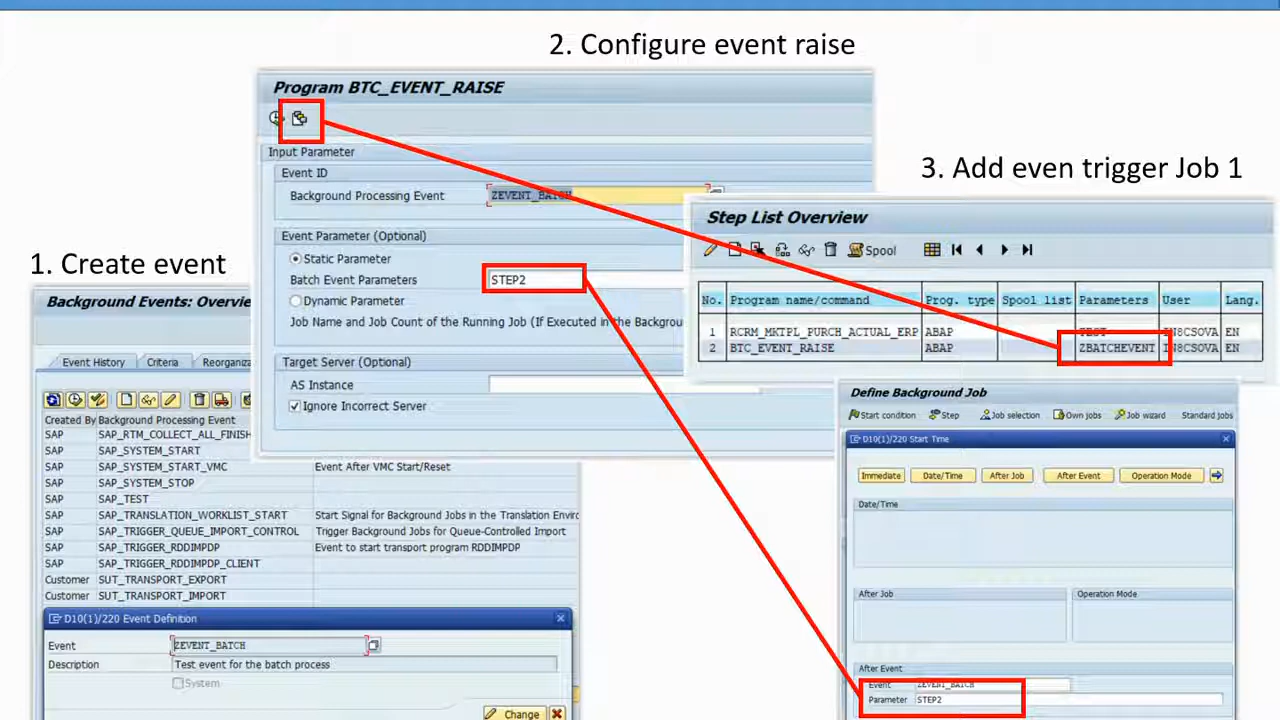 2. Configure event raise
Program BTC_EVENT_RAISE
Input Parameter
Event ID
Background Processing Event ZEVENT_BATCH
Event Parameter (Optional)
Static Parameter
Batch Event Parameters STEP2
Dynamic Parameter
Job Name and Job Count of the Running Job (If Executed in the Backgrou
Target Server (Optional)
AS Instance
Ignore Incorrect Server
3. Add even trigger Job 1
Step List Overview
Spool
No. Program name/command Prog. type Spool list Parameters User Lang.
1 RCRM_MKTPL_PURCH_ACTUAL_ERP ABAP TEST IN8CSOVA EN
2 BTC_EVENT_RAISE ABAP ZBATCHEVENT IN8CSOVA EN
1. Create event
Background Events: Overvie
Event History Criteria Reorganiza
Created By Background Processing Event
SAP SAP_RTM_COLLECT_ALL_FINISH
SAP SAP_SYSTEM_START
SAP SAP_SYSTEM_START_VMC Event After VMC Start/Reset
SAP SAP_SYSTEM_STOP
SAP SAP_TEST
SAP SAP_TRANSLATION_WORKLIST_START Start Signal for Background Jobs in the Translation Enviro
SAP SAP_TRIGGER_QUEUE_IMPORT_CONTROL Trigger Background Jobs for Queue-Controlled Import
SAP SAP_TRIGGER_RDDIMPDP Event to start transport program RDDIMPDP
SAP SAP_TRIGGER_RDDIMPDP_CLIENT
Customer SUT_TRANSPORT_EXPORT
Customer SUT_TRANSPORT_IMPORT
D10(1)/220 Event Definition
Event ZEVENT_BATCH
Description Test event for the batch process
System
Change
Define Background Job
Start condition Step Job selection Own jobs Job wizard Standard jobs
D10(1)/220 Start Time
Immediate Date/Time After Job After Event Operation Mode
Date/Time
After Job Operation Mode
After Event
Event ZEVENT_BATCH
Parameter STEP2